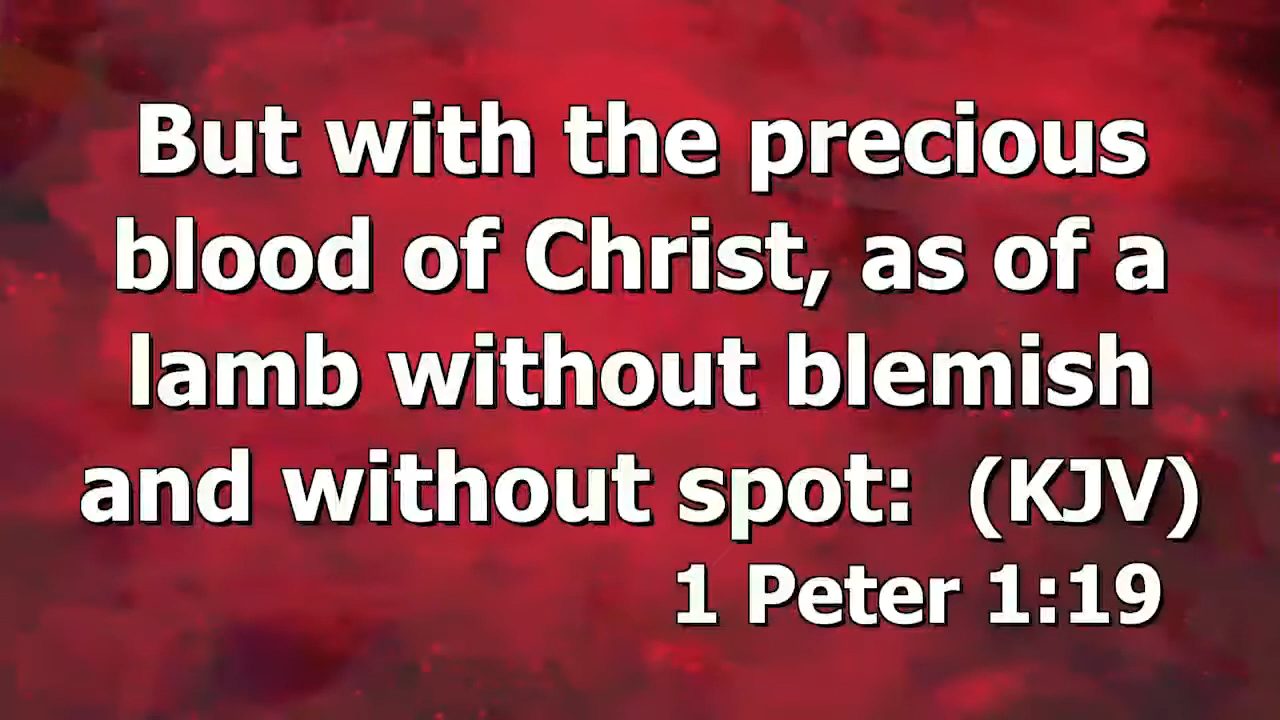 But with the precious
blood of Christ, as of a
lamb without blemish
and without spot: (KJV)
1 Peter 1:19